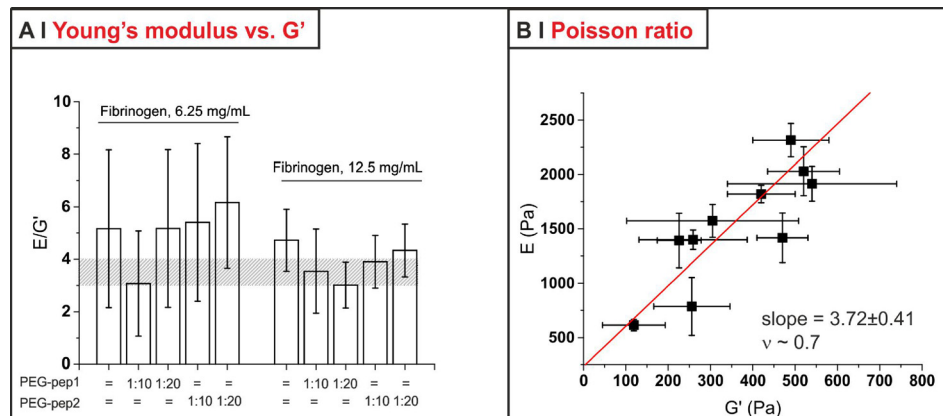 A I Young's modulus vs. G'
Fibrinogen, 6.25 mg/mL
Fibrinogen, 12.5 mg/mL
10
8
6
4
2
0
E/G'
PEG-pep1 = 1:10 1:20 = = = 1:10 1:20 = =
PEG-pep2 = = = 1:10 1:20 = = = 1:10 1:20
B I Poisson ratio
2500
2000
1500
1000
500
E (Pa)
slope = 3.72±0.41
ν ~ 0.7
0 100 200 300 400 500 600 700 800
G' (Pa)